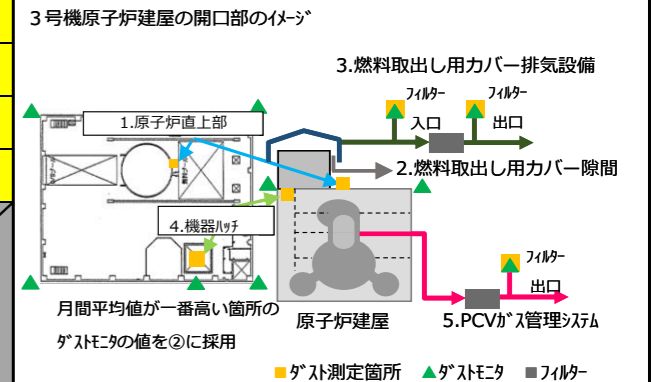 3号機原子炉建屋の開口部のｲﾒｰｼﾞ
3.燃料取出し用カバー排気設備
ﾌｨﾙﾀｰ
ﾌｨﾙﾀｰ
1.原子炉直上部
入口
出口
2.燃料取出し用カバー隙間
4.機器ﾊｯﾁ
ﾌｨﾙﾀｰ
出口
月間平均値が一番高い箇所の
ﾀﾞｽﾄﾓﾆﾀの値を②に採用
原子炉建屋
5.PCVｶﾞｽ管理ｼｽﾃﾑ
ﾀﾞｽﾄ測定箇所
ﾀﾞｽﾄﾓﾆﾀ
ﾌｨﾙﾀｰ